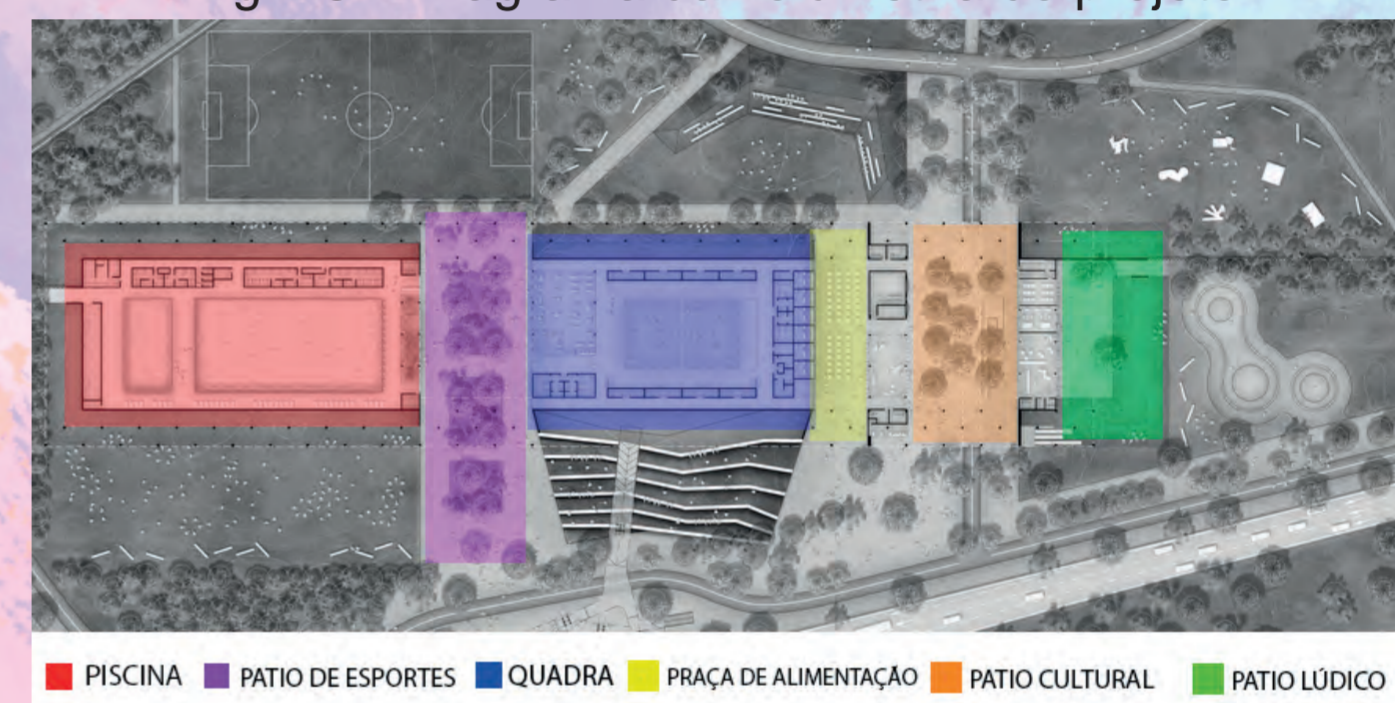 PISCINA PATIO DE ESPORTES QUADRA PRAÇA DE ALIMENTAÇÃO PATIO CULTURAL PATIO LÚDICO